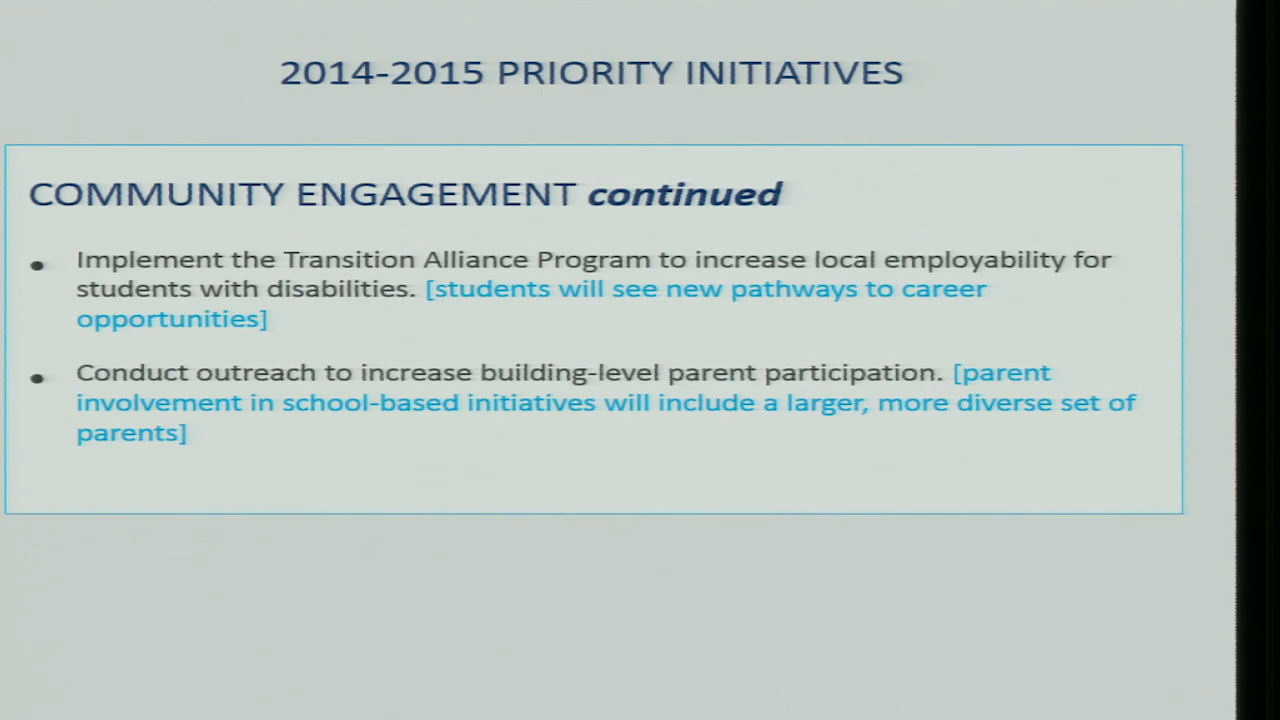 2014-2015 PRIORITY INITIATIVES
COMMUNITY ENGAGEMENT continued
• Implement the Transition Alliance Program to increase local employability for
students with disabilities. [students will see new pathways to career
opportunities]
• Conduct outreach to increase building-level parent participation. [parent
involvement in school-based initiatives will include a larger, more diverse set of
parents]